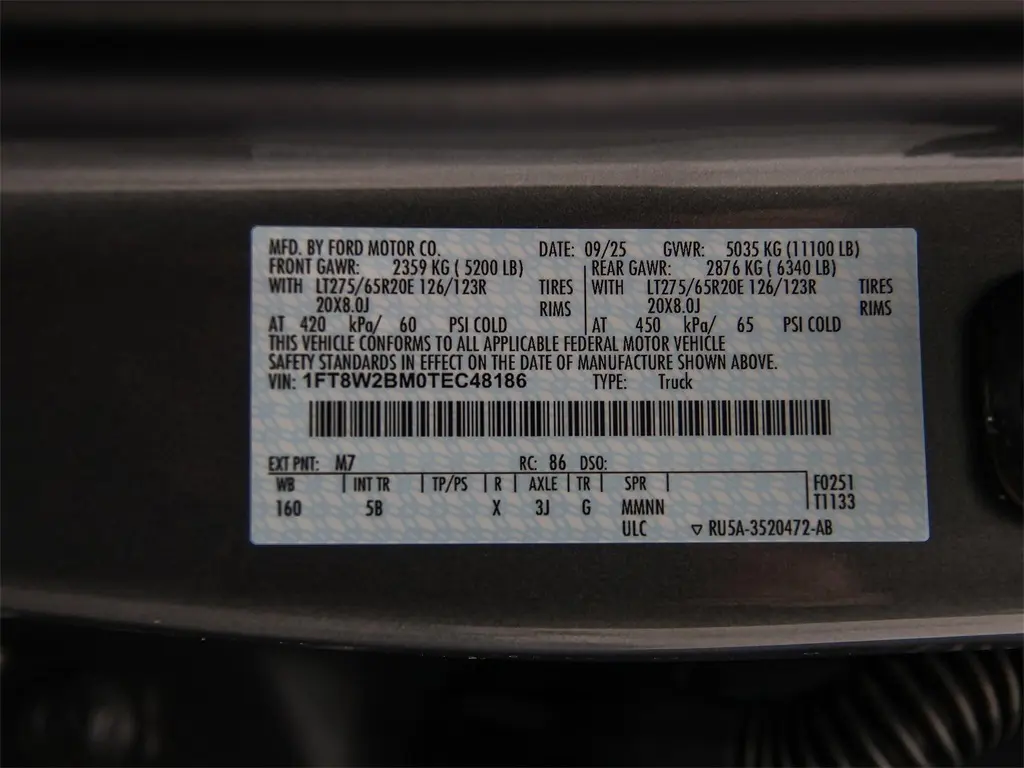 MFD. BY FORD MOTOR CO. DATE: 09/25 GVWR: 5035 KG (11100 LB)
FRONT GAWR: 2359 KG ( 5200 LB) REAR GAWR: 2876 KG ( 6340 LB)
WITH LT275/65R20E 126/123R TIRES WITH LT275/65R20E 126/123R TIRES
20X8.0J RIMS 20X8.0J RIMS
AT 420 kPa/ 60 PSI COLD AT 450 kPa/ 65 PSI COLD
THIS VEHICLE CONFORMS TO ALL APPLICABLE FEDERAL MOTOR VEHICLE
SAFETY STANDARDS IN EFFECT ON THE DATE OF MANUFACTURE SHOWN ABOVE.
VIN: 1FT8W2BM0TEC48186 TYPE: Truck
EXT PNT: M7 RC: 86 DSO:
WB INT TR TP/PS R AXLE TR SPR F0251
160 5B X 3J G MMNN T1133
ULC ▽ RU5A-3520472-AB